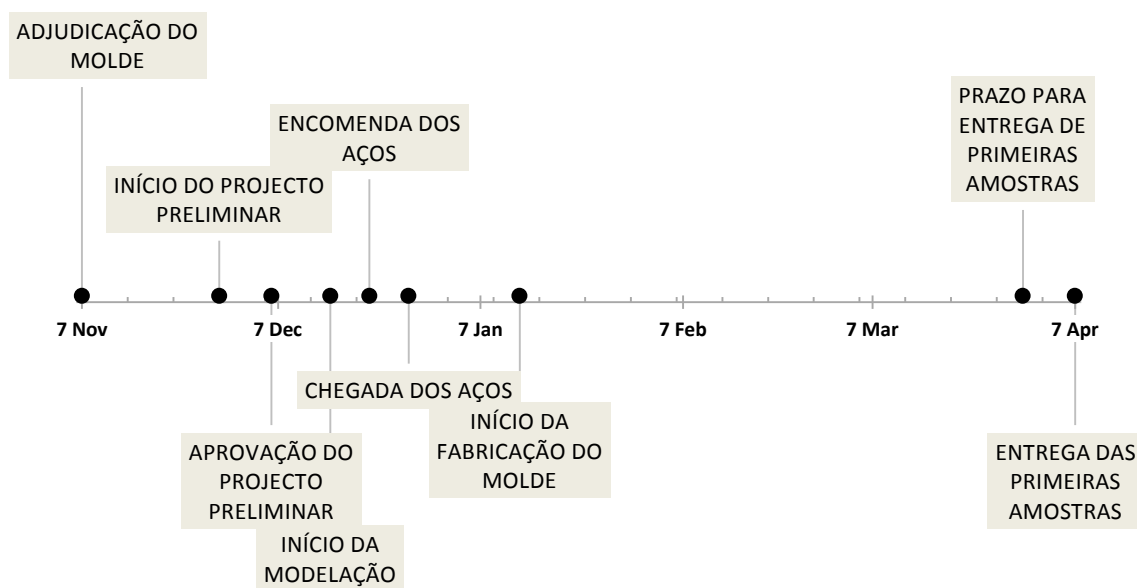 ADJUDICAÇÃO DO
MOLDE
ENCOMENDA DOS
AÇOS
INÍCIO DO PROJECTO
PRELIMINAR
PRAZO PARA
ENTREGA DE
PRIMEIRAS
AMOSTRAS
7 Nov
7 Dec
7 Jan
7 Feb
7 Mar
7 Apr
CHEGADA DOS AÇOS
INÍCIO DA
FABRICAÇÃO DO
MOLDE
APROVAÇÃO DO
PROJECTO
PRELIMINAR
INÍCIO DA
MODELAÇÃO
ENTREGA DAS
PRIMEIRAS
AMOSTRAS